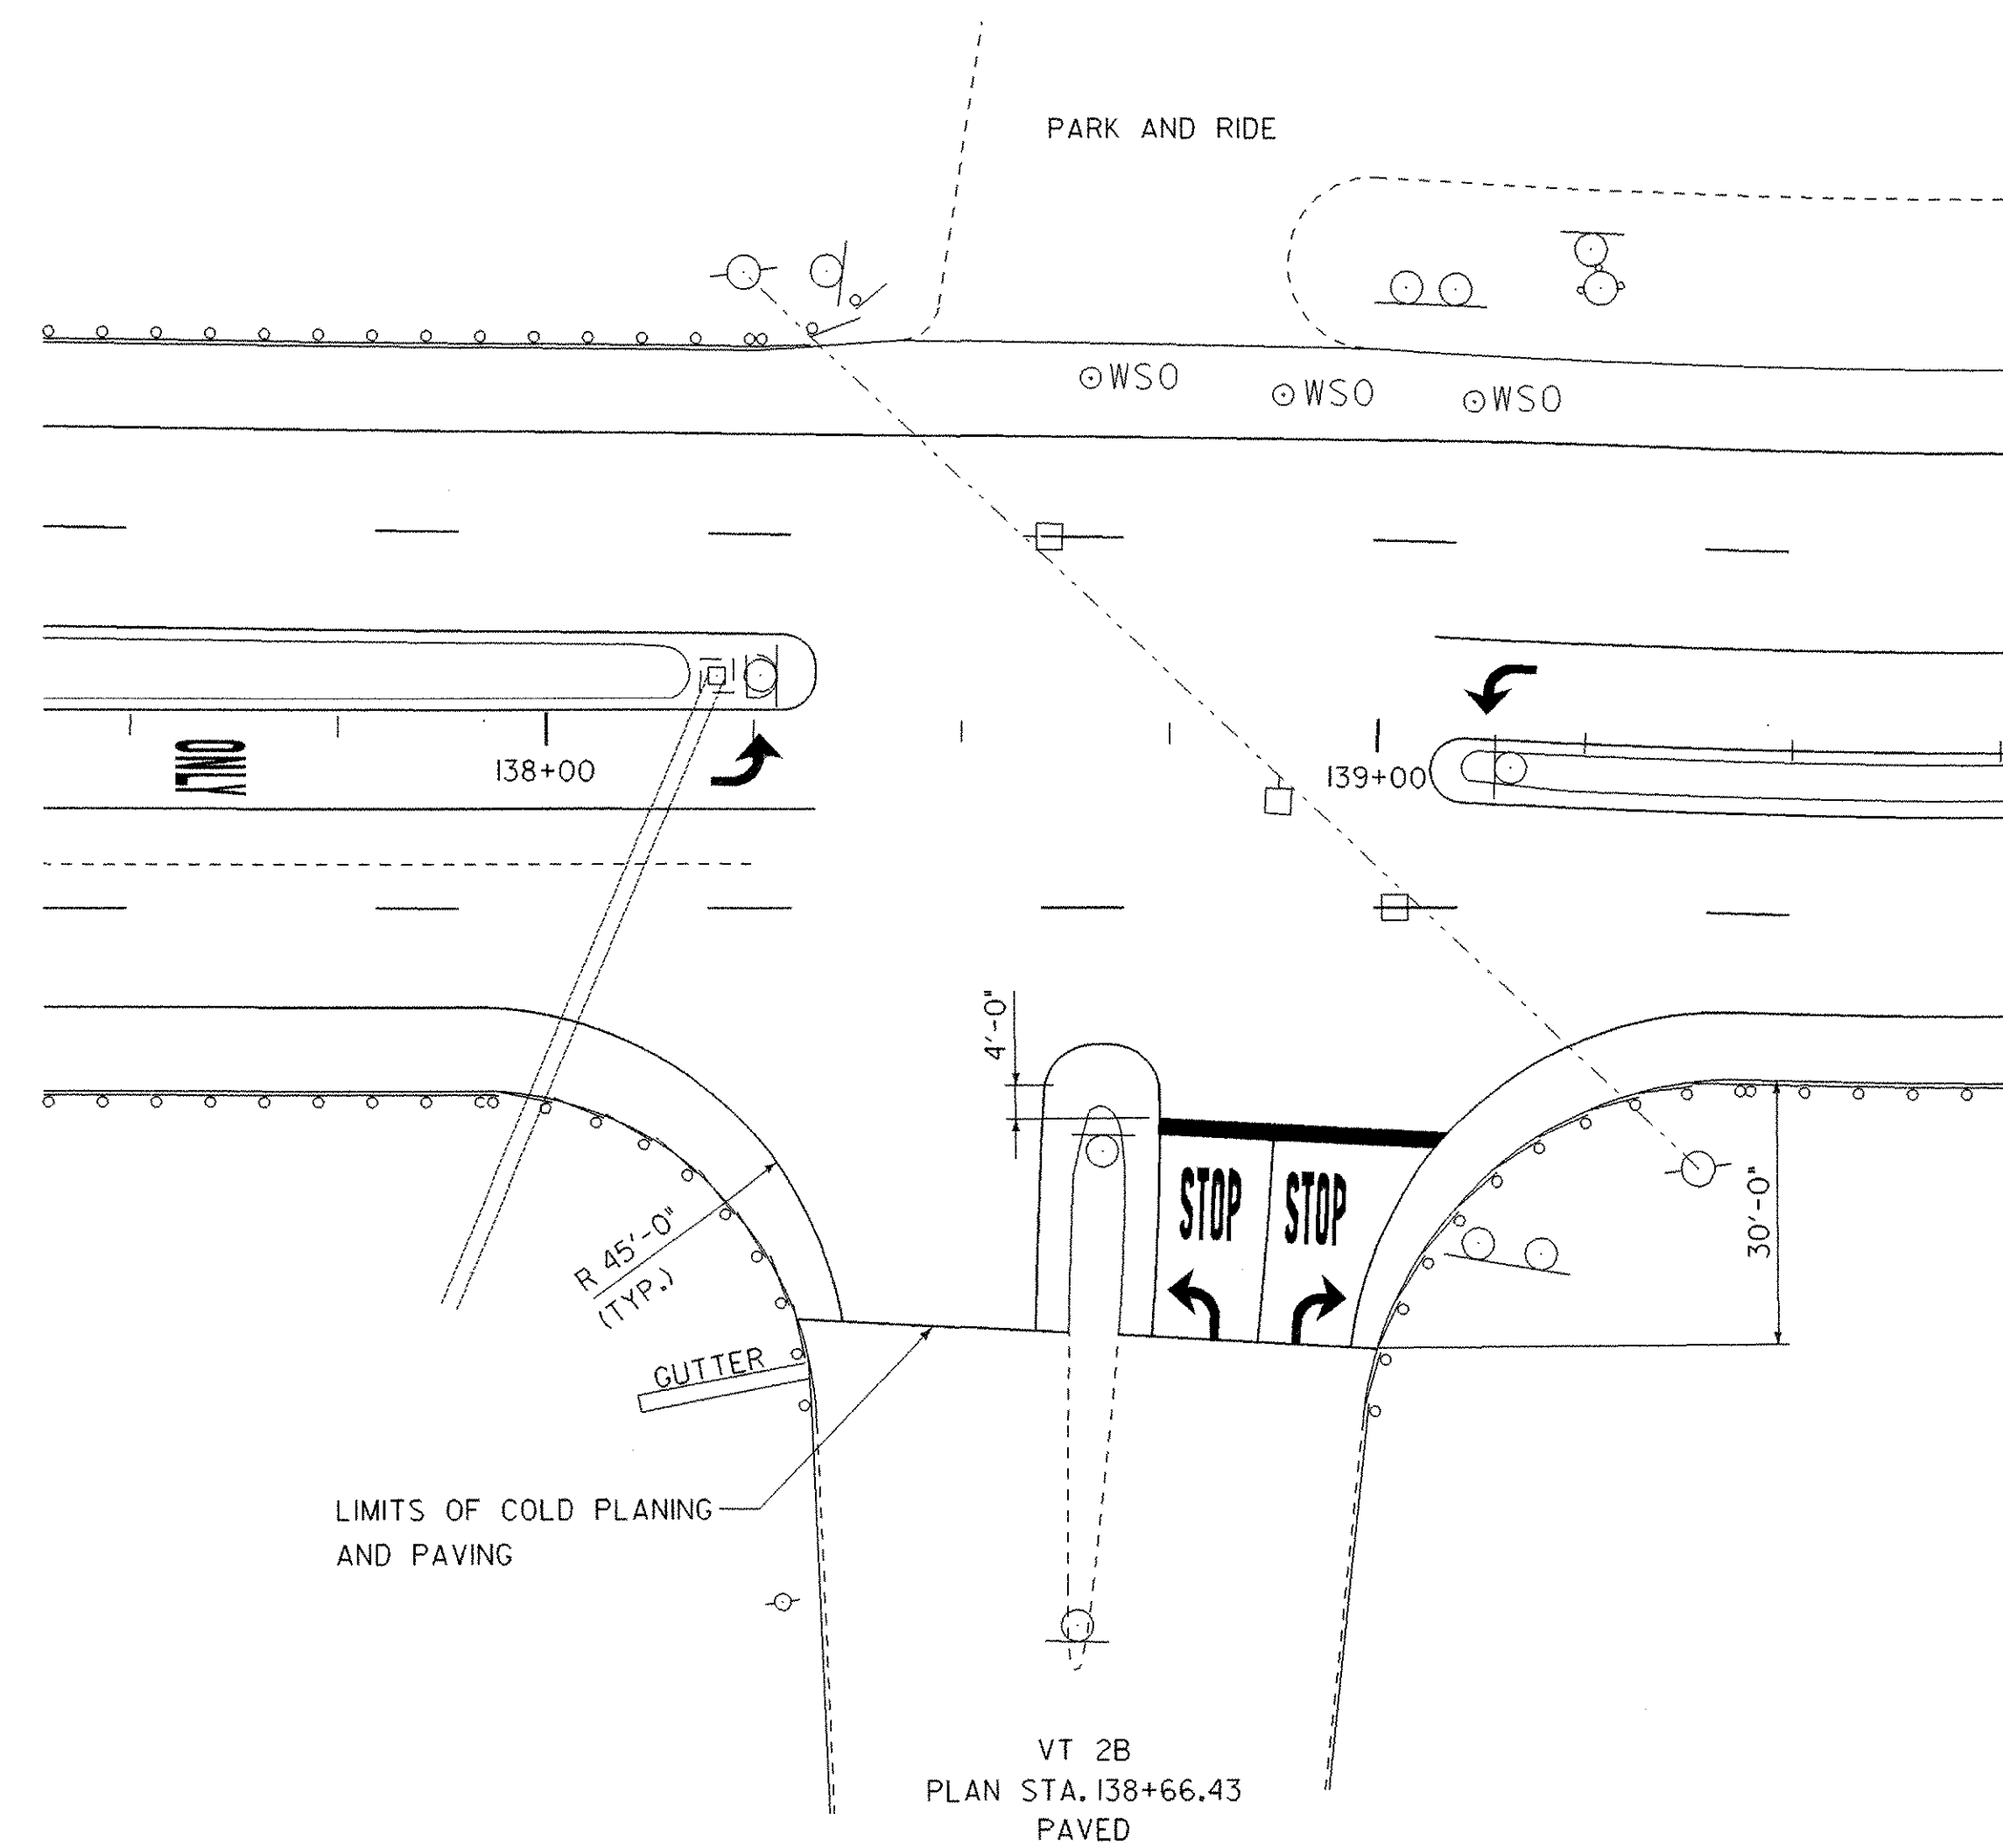 PARK AND RIDE
WSO
WSO
WSO
ONLY
138+00
139+00
4'-0"
STOP
STOP
R 45'-0"
(TYP.)
30'-0"
GUTTER
LIMITS OF COLD PLANING
AND PAVING
VT 2B
PLAN STA. 138+66.43
PAVED